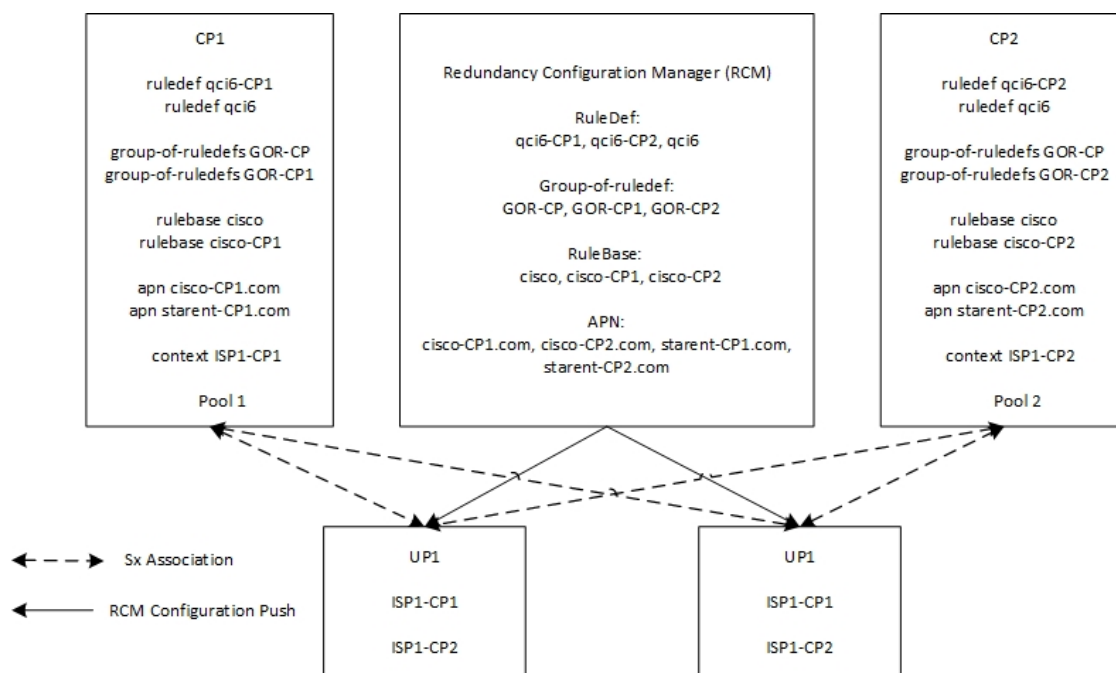 CP1
ruledef qci6-CP1
ruledef qci6
group-of-ruledefs GOR-CP
group-of-ruledefs GOR-CP1
rulebase cisco
rulebase cisco-CP1
apn cisco-CP1.com
apn starent-CP1.com
context ISP1-CP1
Pool 1
Redundancy Configuration Manager (RCM)
RuleDef:
qci6-CP1, qci6-CP2, qci6
Group-of-ruledef:
GOR-CP, GOR-CP1, GOR-CP2
RuleBase:
cisco, cisco-CP1, cisco-CP2
APN:
cisco-CP1.com, cisco-CP2.com, starent-CP1.com,
starent-CP2.com
CP2
ruledef qci6-CP2
ruledef qci6
group-of-ruledefs GOR-CP
group-of-ruledefs GOR-CP2
rulebase cisco
rulebase cisco-CP2
apn cisco-CP2.com
apn starent-CP2.com
context ISP1-CP2
Pool 2
Sx Association
RCM Configuration Push
UP1
ISP1-CP1
ISP1-CP2
UP1
ISP1-CP1
ISP1-CP2